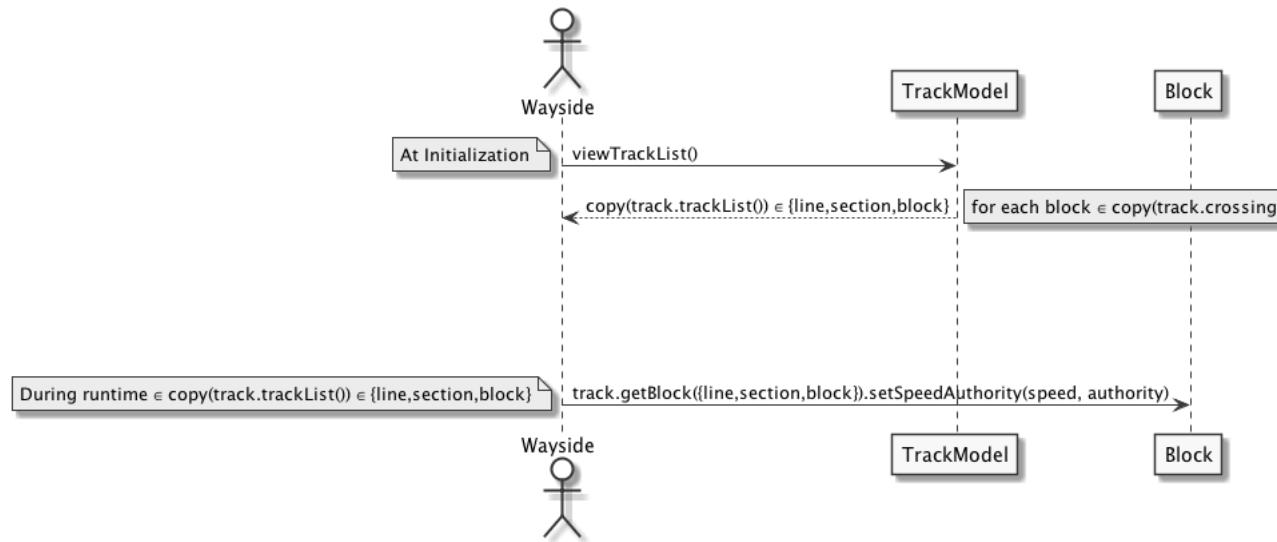 Wayside
TrackModel
Block
At Initialization
viewTrackList()
copy(track.trackList()) ∈ {line,section,block}
for each block ∈ copy(track.crossing
During runtime ∈ copy(track.trackList()) ∈ {line,section,block}
track.getBlock({line,section,block}).setSpeedAuthority(speed, authority)
Wayside
TrackModel
Block